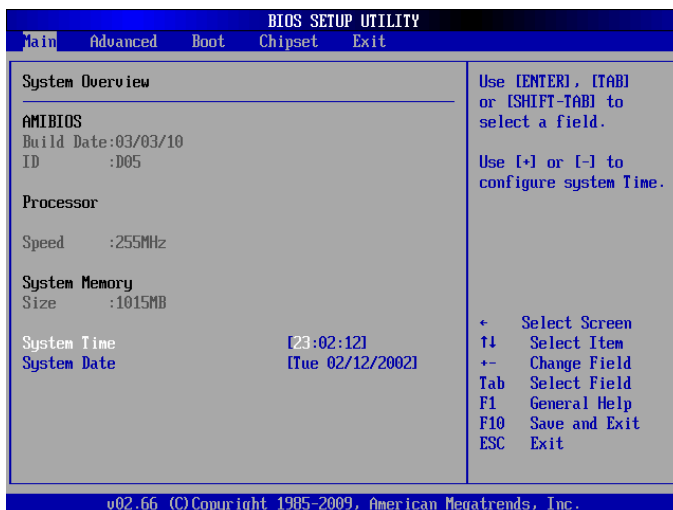 BIOS SETUP UTILITY
Main Advanced Boot Chipset Exit
System Overview
AMIBIOS
Build Date:03/03/10
ID :D05
Processor
Speed :255MHz
System Memory
Size :1015MB
System Time [23:02:12]
System Date [Tue 02/12/2002]
Use [ENTER], [TAB]
or [SHIFT-TAB] to
select a field.
Use [+] or [-] to
configure system Time.
← Select Screen
↑↓ Select Item
+- Change Field
Tab Select Field
F1 General Help
F10 Save and Exit
ESC Exit
v02.66 (C)Copyright 1985-2009, American Megatrends, Inc.